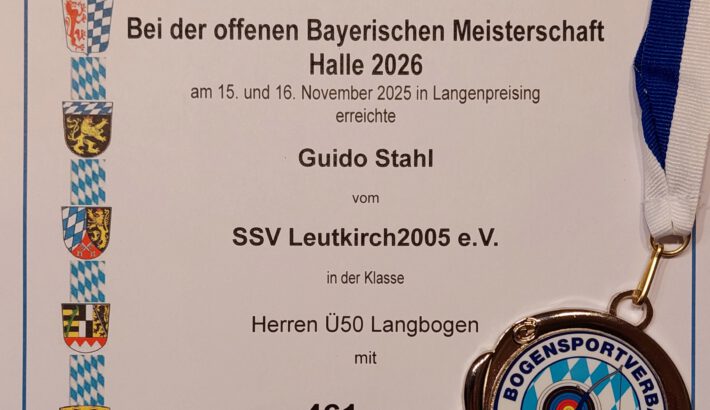 Bei der offenen Bayerischen Meisterschaft
Halle 2026
am 15. und 16. November 2025 in Langenpreising
erreichte
Guido Stahl
vom
SSV Leutkirch2005 e.V.
in der Klasse
Herren Ü50 Langbogen
mit
461
BOGENSPORTVERB